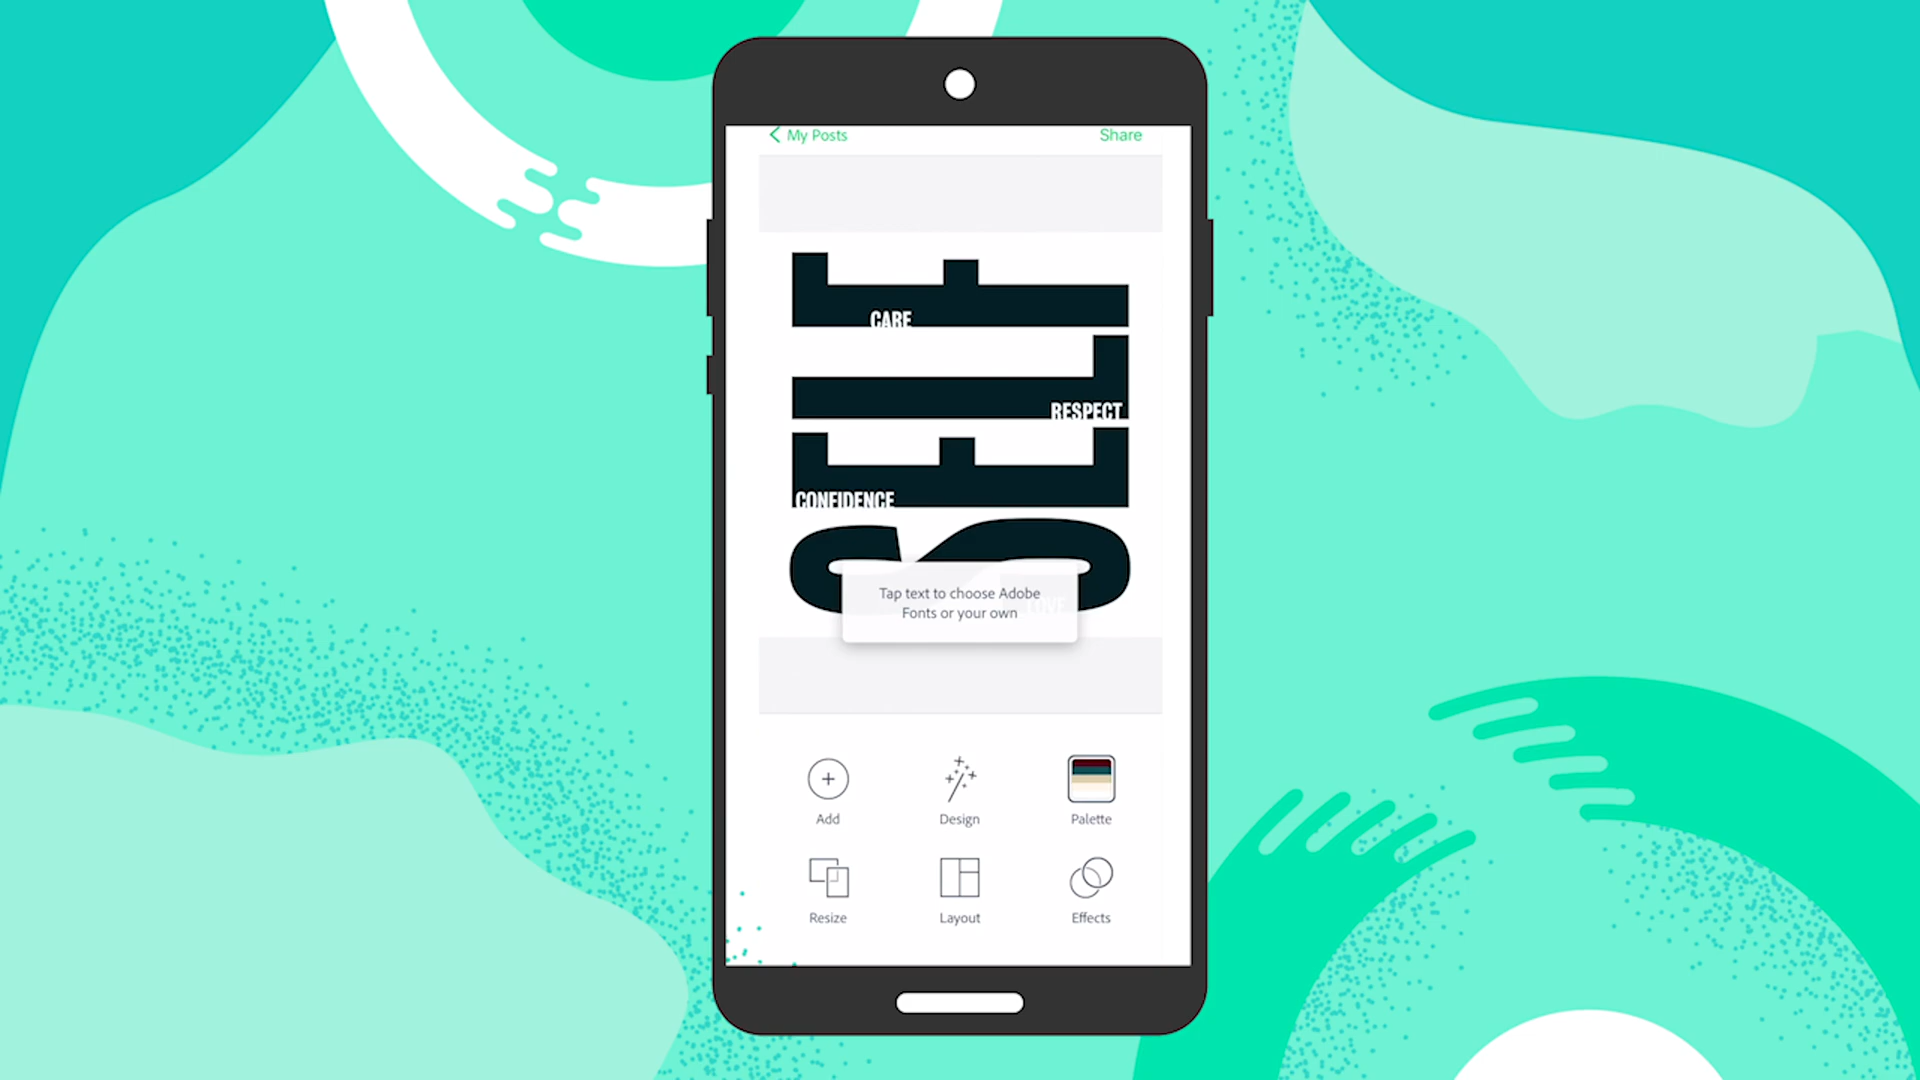 My Posts
Share
SELF
CARE
RESPECT
CONFIDENCE
LOVE
Tap text to choose Adobe
Fonts or your own
Add
Design
Palette
Resize
Layout
Effects